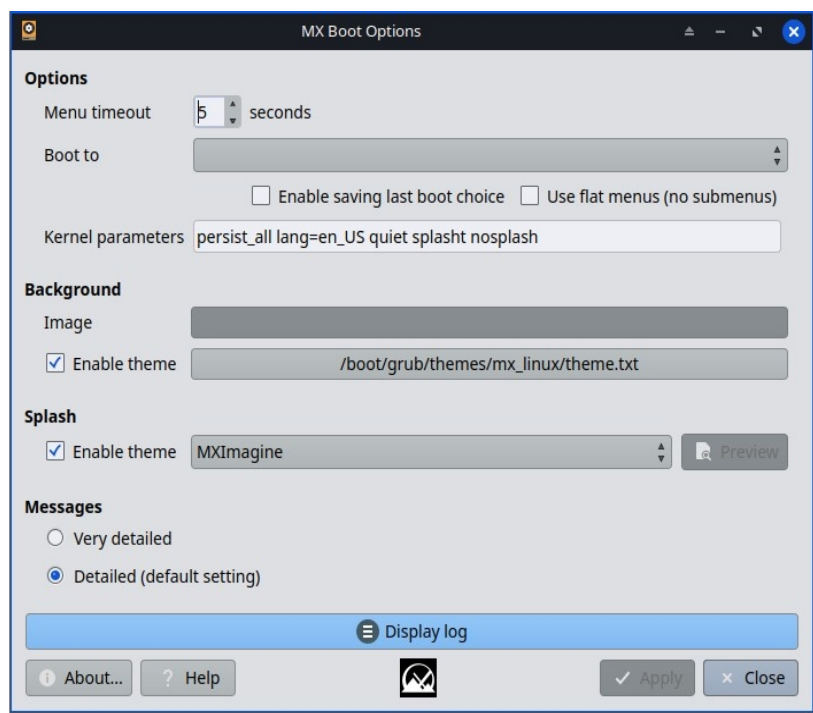 MX Boot Options
Options
Menu timeout 5 seconds
Boot to
Enable saving last boot choice Use flat menus (no submenus)
Kernel parameters persist_all lang=en_US quiet splasht nosplash
Background
Image
Enable theme /boot/grub/themes/mx_linux/theme.txt
Splash
Enable theme MXImagine Preview
Messages
Very detailed
Detailed (default setting)
Display log
About... ? Help Apply Close